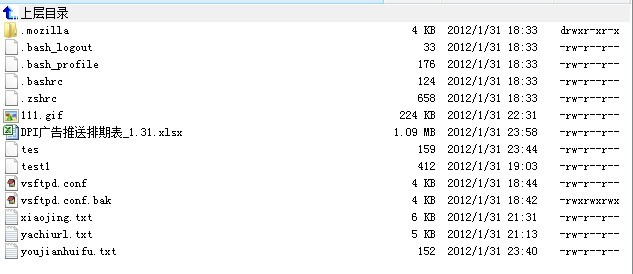 上层目录
.mozilla 4 KB 2012/1/31 18:33 drwxr-xr-x
.bash_logout 33 2012/1/31 18:33 -rw-r--r--
.bash_profile 176 2012/1/31 18:33 -rw-r--r--
.bashrc 124 2012/1/31 18:33 -rw-r--r--
.zshrc 658 2012/1/31 18:33 -rw-r--r--
111.gif 224 KB 2012/1/31 22:31 -rw-r--r--
DPI广告推送排期表_1.31.xlsx 1.09 MB 2012/1/31 23:58 -rw-r--r--
tes 159 2012/1/31 23:44 -rw-r--r--
test1 412 2012/1/31 19:03 -rw-r--r--
vsftpd.conf 4 KB 2012/1/31 18:44 -rw-r--r--
vsftpd.conf.bak 4 KB 2012/1/31 18:42 -rwxrwxrwx
xiaojing.txt 6 KB 2012/1/31 21:31 -rw-r--r--
yachiurl.txt 5 KB 2012/1/31 21:13 -rw-r--r--
youjianhuifu.txt 152 2012/1/31 23:40 -rw-r--r--